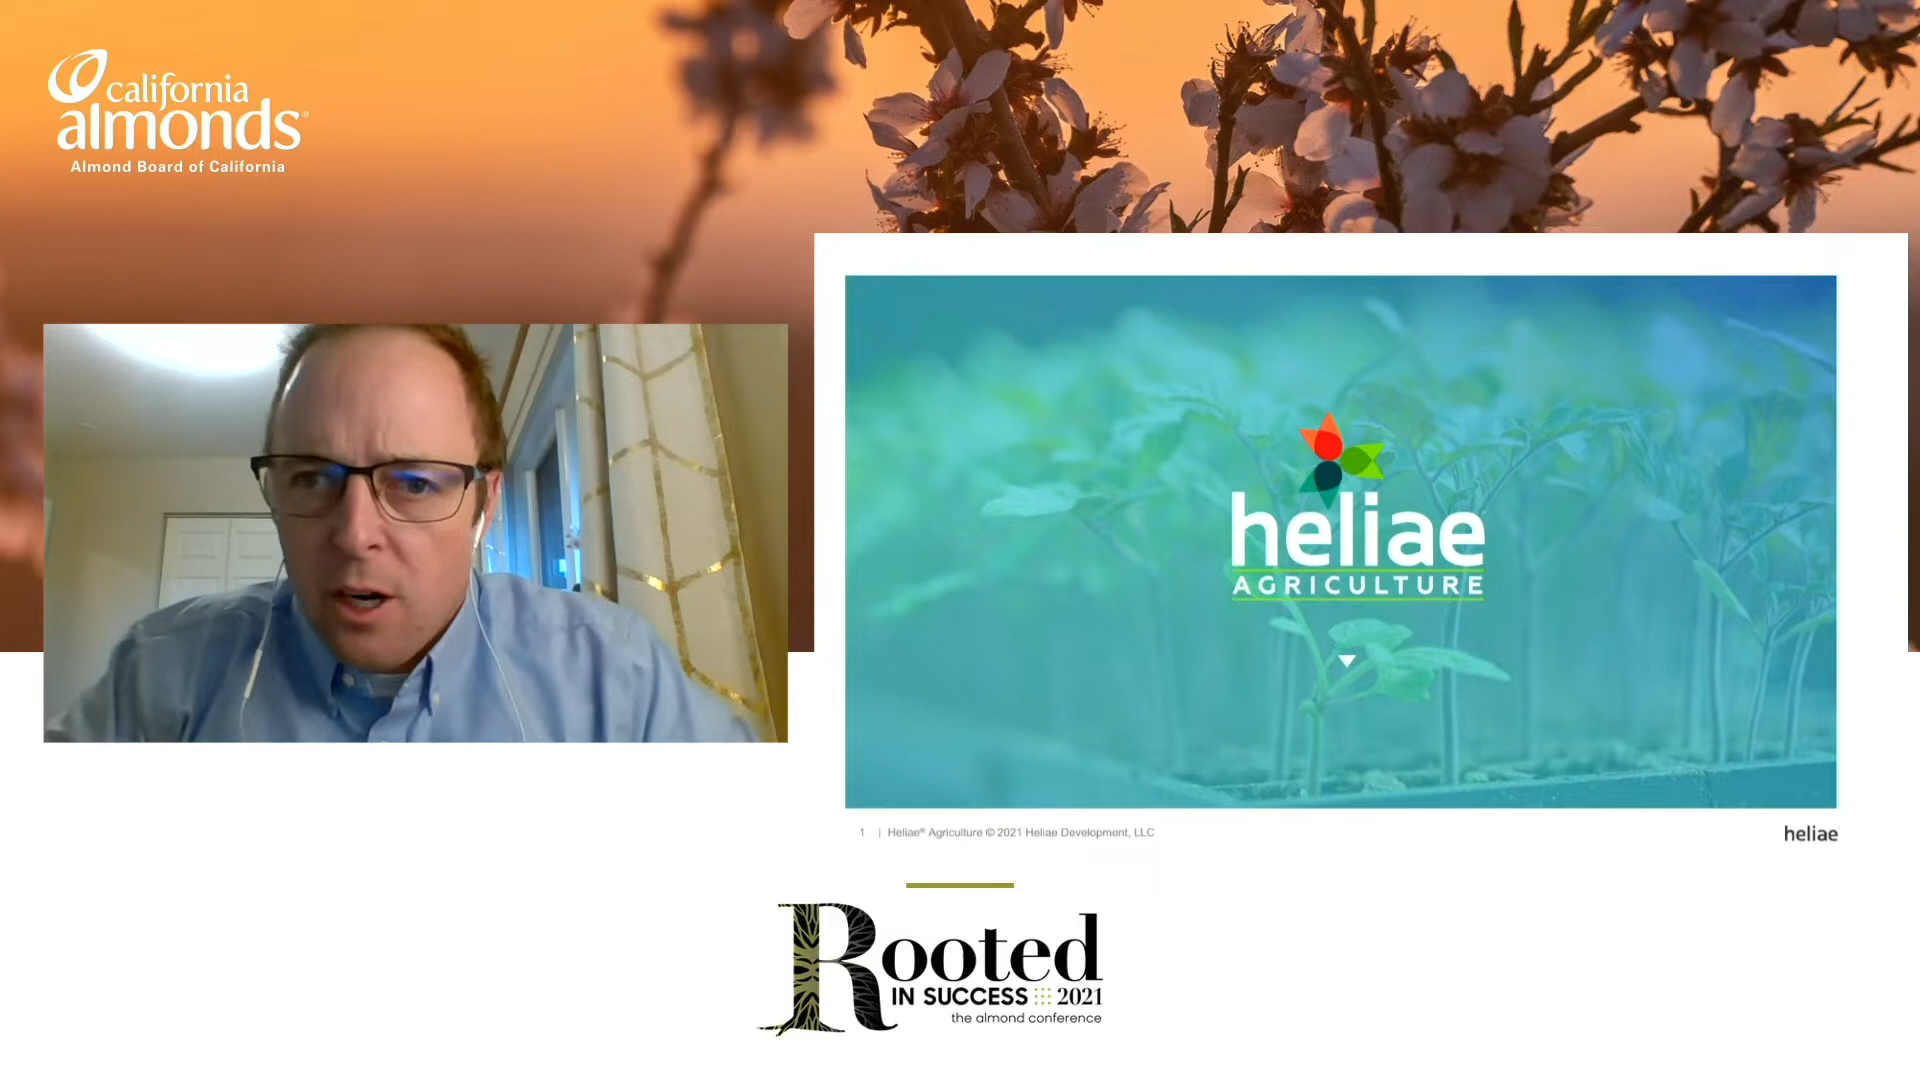 california
almonds®
Almond Board of California
heliae
AGRICULTURE
1 | Heliae® Agriculture © 2021 Heliae Development, LLC
heliae
Rooted
IN SUCCESS 2021
the almond conference